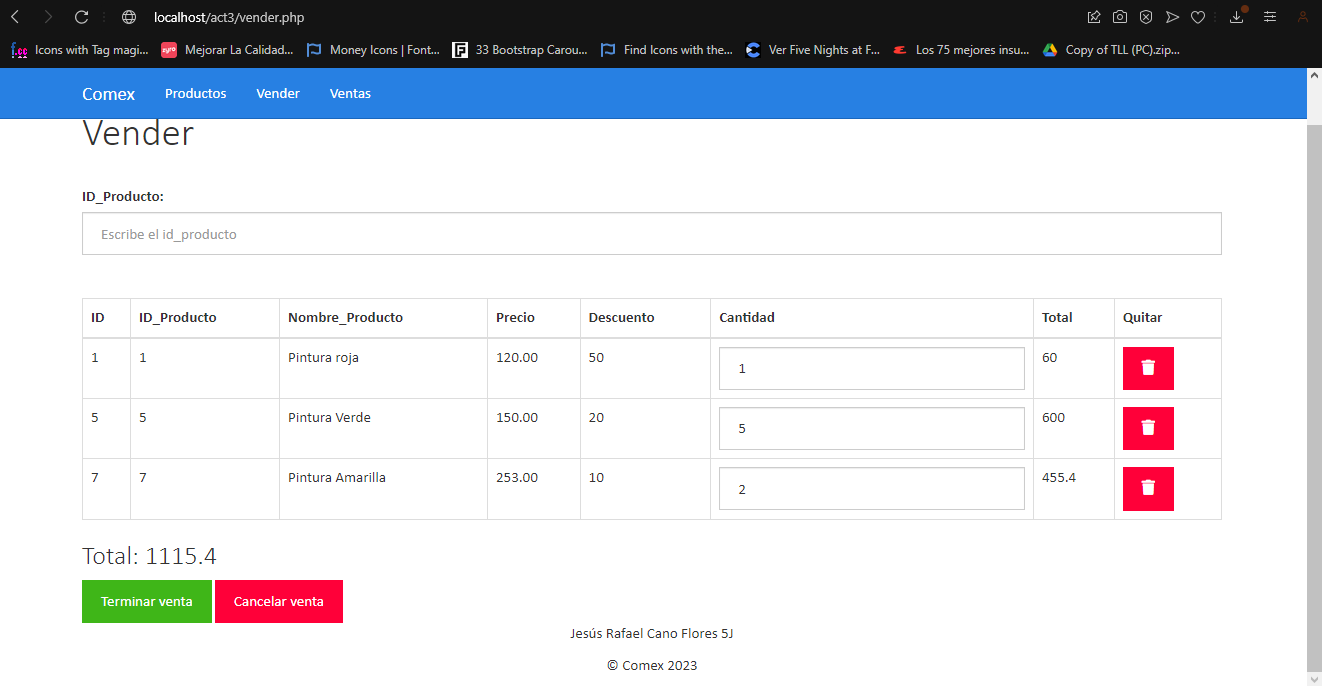 localhost/act3/vender.php
Icons with Tag magi... Mejorar La Calidad... Money Icons | Font... 33 Bootstrap Carou... Find Icons with the... Ver Five Nights at F... Los 75 mejores insu... Copy of TLL (PC).zip...
Comex Productos Vender Ventas
Vender
ID_Producto:
Escribe el id_producto
ID ID_Producto Nombre_Producto Precio Descuento Cantidad Total Quitar
1 1 Pintura roja 120.00 50 1 60
5 5 Pintura Verde 150.00 20 5 600
7 7 Pintura Amarilla 253.00 10 2 455.4
Total: 1115.4
Terminar venta Cancelar venta
Jesús Rafael Cano Flores 5J
© Comex 2023